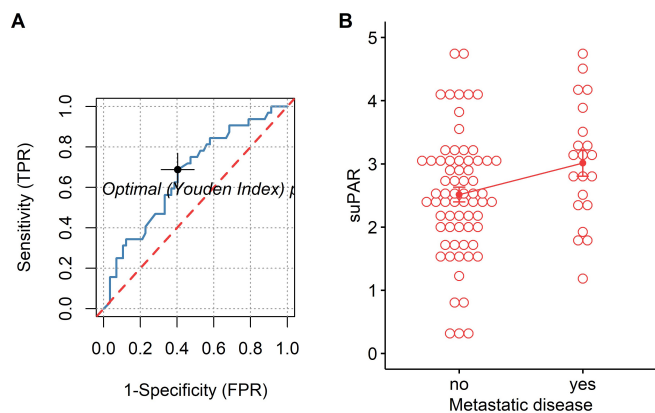 A
Sensitivity (TPR)
1.0
0.8
0.6
0.4
0.2
0.0
Optimal (Youden Index) p
0.0 0.2 0.4 0.6 0.8 1.0
1-Specificity (FPR)
B
suPAR
5
4
3
2
1
0
no yes
Metastatic disease